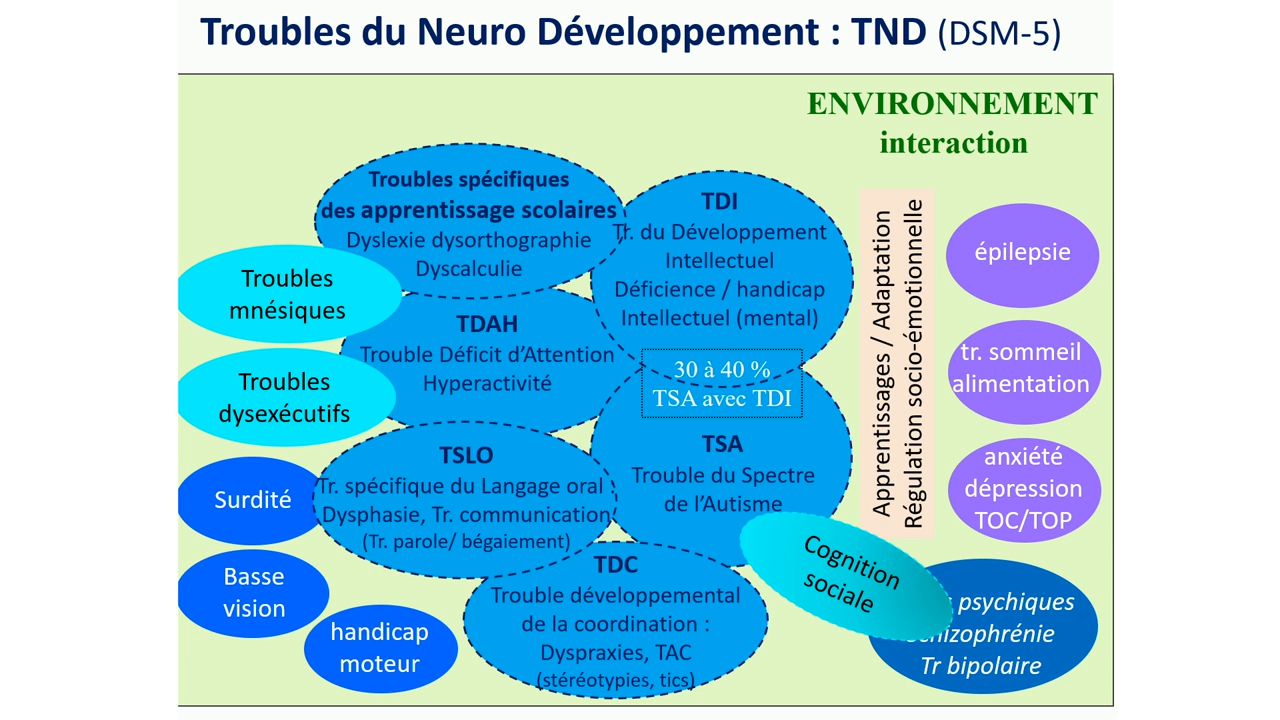 Troubles du Neuro Développement : TND (DSM-5)
ENVIRONNEMENT
interaction
Troubles spécifiques
des apprentissage scolaires
Dyslexie dysorthographie
Dyscalculie
TDI
Tr. du Développement
Intellectuel
Déficience / handicap
Intellectuel (mental)
Troubles
mnésiques
TDAH
Trouble Déficit d’Attention
Hyperactivité
30 à 40 %
TSA avec TDI
Troubles
dysexécutifs
TSLO
Tr. spécifique du Langage oral :
Dysphasie, Tr. communication
(Tr. parole/ bégaiement)
TSA
Trouble du Spectre
de l’Autisme
Surdité
Basse
vision
handicap
moteur
TDC
Trouble développemental
de la coordination :
Dyspraxies, TAC
(stéréotypies, tics)
Cognition
sociale
Apprentissages / Adaptation
Régulation socio-émotionnelle
épilepsie
tr. sommeil
alimentation
anxiété
dépression
TOC/TOP
psychiques
Tr bipolaire